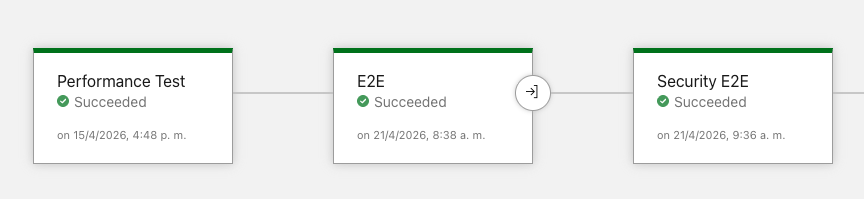 Performance Test
Succeeded
on 15/4/2026, 4:48 p. m.
E2E
Succeeded
on 21/4/2026, 8:38 a. m.
Security E2E
Succeeded
on 21/4/2026, 9:36 a. m.